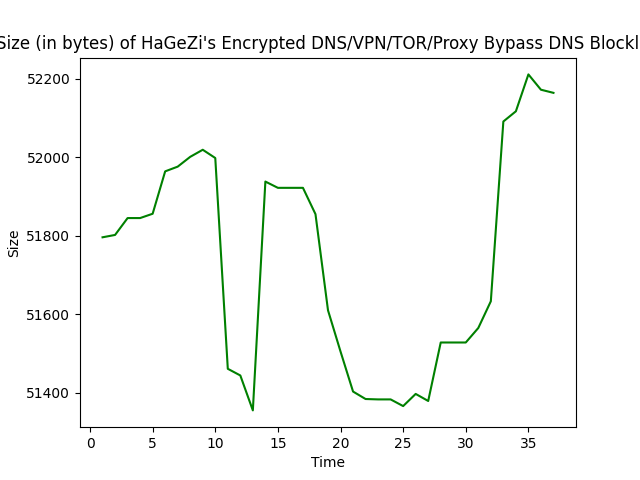 Size (in bytes) of HaGeZi's Encrypted DNS/VPN/TOR/Proxy Bypass DNS Blockl
52200
52000
51800
51600
51400
Size
0 5 10 15 20 25 30 35
Time